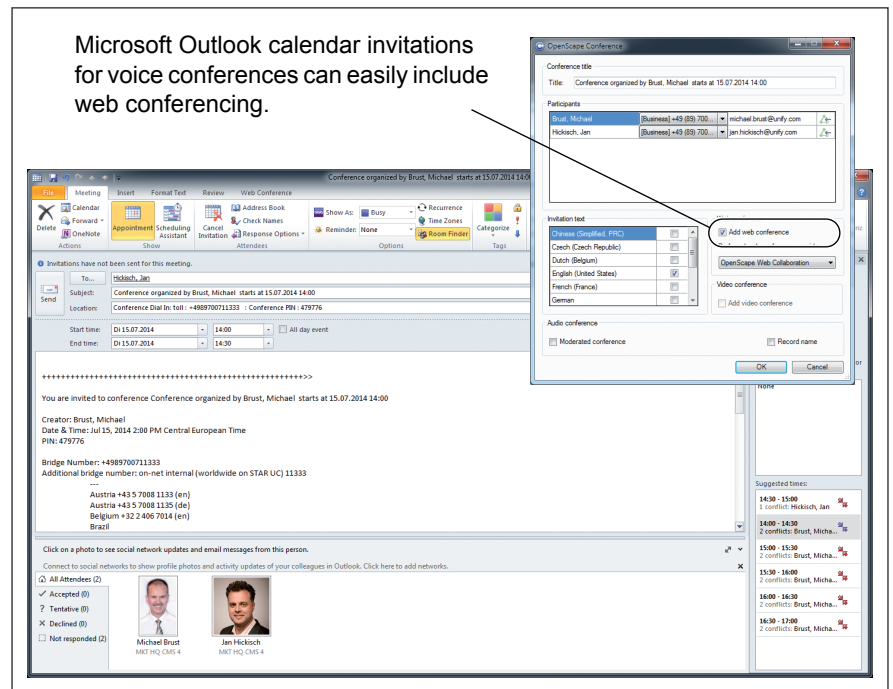 Microsoft Outlook calendar invitations
for voice conferences can easily include
web conferencing.
OpenScape Conference
Conference title
Title: Conference organized by Brust, Michael starts at 15.07.2014 14:00
Participants
Brust, Michael [Business] +49 (89) 700... michael.brust@unify.com
Hickisch, Jan [Business] +49 (89) 700... jan.hickisch@unify.com
Invitation text
Chinese (Simplified, PRC)
Czech (Czech Republic)
Dutch (Belgium)
English (United States)
French (France)
German
Add web conference
OpenScape Web Collaboration
Video conference
Add video conference
Audio conference
Moderated conference Record name
OK Cancel
Conference organized by Brust, Michael starts at 15.07.2014 14:0
File Meeting Insert Format Text Review Web Conference
Delete
Calendar
Forward
OneNote
Actions
Appointment
Scheduling
Assistant
Show
Cancel
Invitation
Address Book
Check Names
Response Options
Attendees
Show As: Busy
Reminder: None
Recurrence
Time Zones
Room Finder
Options
Categorize
Tags
Invitations have not been sent for this meeting.
Send
To... Hickisch, Jan
Subject: Conference organized by Brust, Michael starts at 15.07.2014 14:00
Location: Conference Dial In: toll : +4989700711333 : Conference PIN : 479776
Start time: Di 15.07.2014 14:00 All day event
End time: Di 15.07.2014 14:30
++++++++++++++++++++++++++++++++++++++++++++++++++++++++>>
You are invited to conference Conference organized by Brust, Michael starts at 15.07.2014 14:00
Creator: Brust, Michael
Date & Time: Jul 15, 2014 2:00 PM Central European Time
PIN: 479776
Bridge Number: +4989700711333
Additional bridge number: on-net internal (worldwide on STAR UC) 11333
---
Austria +43 5 7008 1133 (en)
Austria +43 5 7008 1135 (de)
Belgium +32 2 406 7014 (en)
Brazil
None
Suggested times:
14:30 - 15:00
1 conflict: Hickisch, Jan
14:00 - 14:30
2 conflicts: Brust, Micha...
15:00 - 15:30
2 conflicts: Brust, Micha...
15:30 - 16:00
2 conflicts: Brust, Micha...
16:00 - 16:30
2 conflicts: Brust, Micha...
16:30 - 17:00
2 conflicts: Brust, Micha...
Click on a photo to see social network updates and email messages from this person.
Connect to social networks to show profile photos and activity updates of your colleagues in Outlook. Click here to add networks.
All Attendees (2)
Accepted (0)
? Tentative (0)
Declined (0)
Not responded (2)
Michael Brust
MKT HQ CMS 4
Jan Hickisch
MKT HQ CMS 4